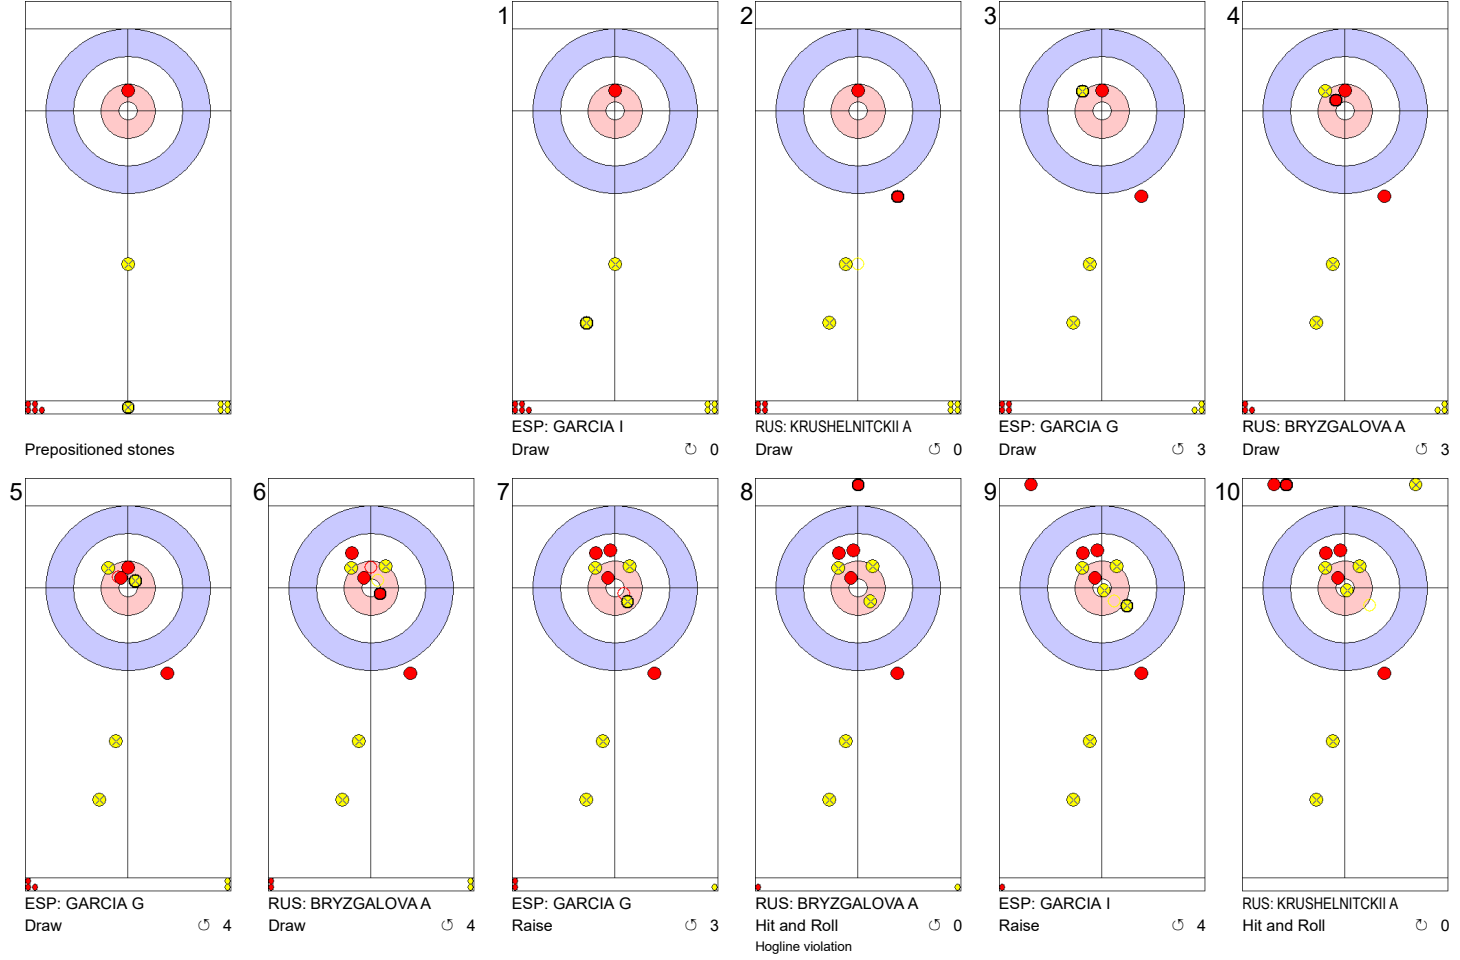 1
2
3
4
Prepositioned stones
ESP: GARCIA I
Draw ↻ 0
RUS: KRUSHELNITCKII A
Draw ↺ 0
ESP: GARCIA G
Draw ↺ 3
RUS: BRYZGALOVA A
Draw ↺ 3
5
6
7
8
9
10
ESP: GARCIA G
Draw ↺ 4
RUS: BRYZGALOVA A
Draw ↺ 4
ESP: GARCIA G
Raise ↺ 3
RUS: BRYZGALOVA A
Hit and Roll ↺ 0
Hogline violation
ESP: GARCIA I
Raise ↺ 4
RUS: KRUSHELNITCKII A
Hit and Roll ↺ 0